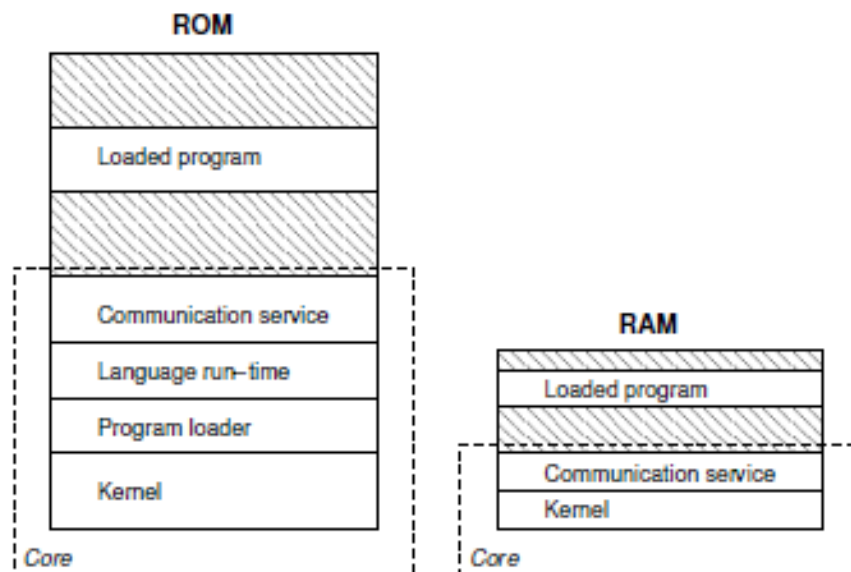 ROM
Loaded program
Communication service
Language run-time
Program loader
Kernel
Core
RAM
Loaded program
Communication service
Kernel
Core